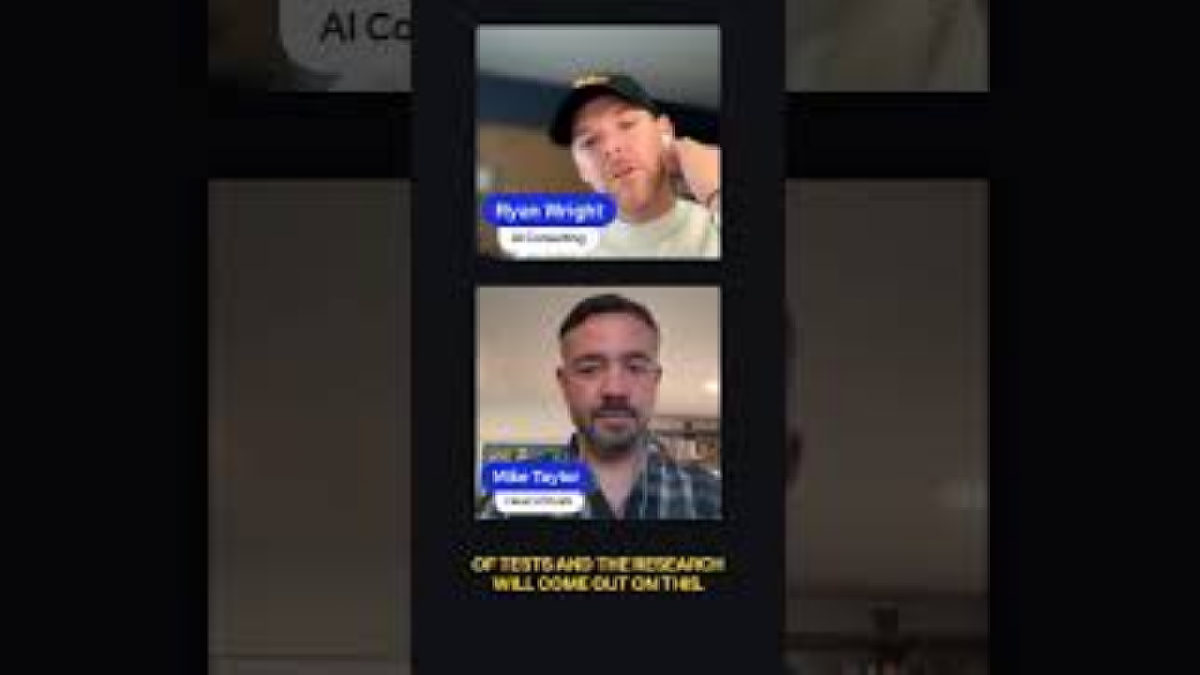 AI Co
Ryan Wright
AI Consulting
Mike Taylor
OF TESTS AND THE RESEARCH
WILL COME OUT ON THIS.